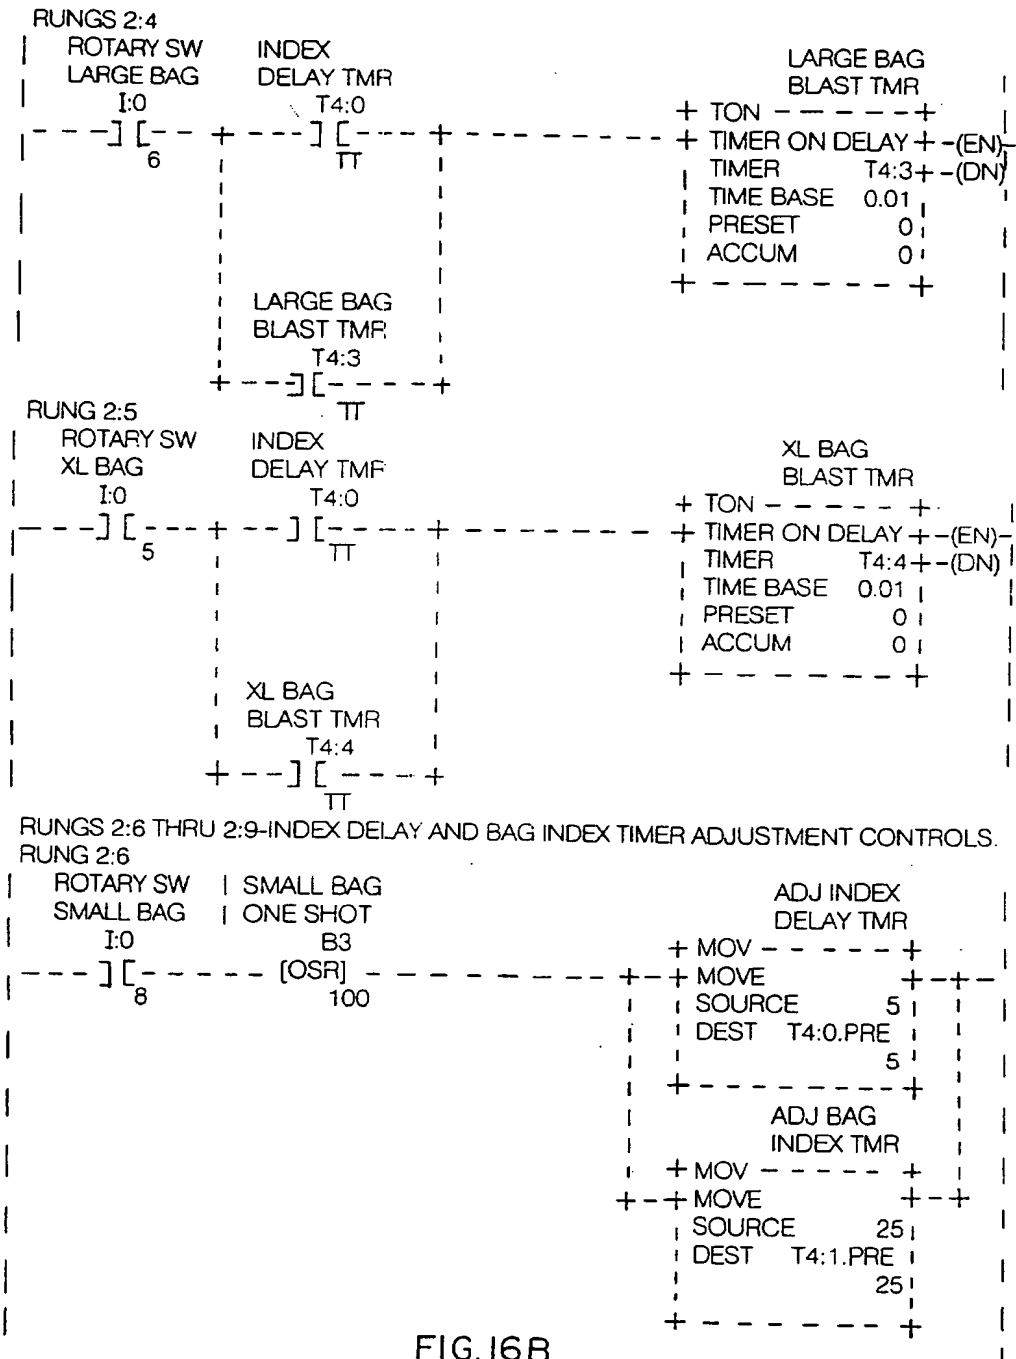 RUNGS 2:4
ROTARY SW INDEX LARGE BAG
LARGE BAG DELAY TMR BLAST TMR
I:0 T4:0 + TON - - - - - -+
- - - -] [- - + - - -] [- - - + - - - - - - - - + TIMER ON DELAY + -(EN)-
6 TT TIMER T4:3+ -(DN)
TIME BASE 0.01
PRESET 0
ACCUM 0
+ - - - - - - - +
LARGE BAG
BLAST TMR
T4:3
+ - - -] [- - - - +
TT
RUNG 2:5
ROTARY SW INDEX XL BAG
XL BAG DELAY TMR BLAST TMR
I:0 T4:0 + TON - - - - - +
- - - -] [- - - + - - -] [- - - - + - - - - - - - - + TIMER ON DELAY + -(EN)-
5 TT TIMER T4:4+ -(DN)
TIME BASE 0.01
PRESET 0
ACCUM 0
+ - - - - - - - +
XL BAG
BLAST TMR
T4:4
+ - - -] [- - - - +
TT
RUNGS 2:6 THRU 2:9-INDEX DELAY AND BAG INDEX TIMER ADJUSTMENT CONTROLS.
RUNG 2:6
ROTARY SW | SMALL BAG ADJ INDEX
SMALL BAG | ONE SHOT DELAY TMR
I:0 B3 + MOV - - - - - - +
- - - -] [- - - - - - [OSR] - - - - - - - - + - + MOVE + - + - -
8 100 SOURCE 5
DEST T4:0.PRE
5
+ - - - - - - - +
ADJ BAG
INDEX TMR
+ MOV - - - - - +
+ - + MOVE + - +
SOURCE 25
DEST T4:1.PRE
25
+ - - - - - - +
FIG.16B